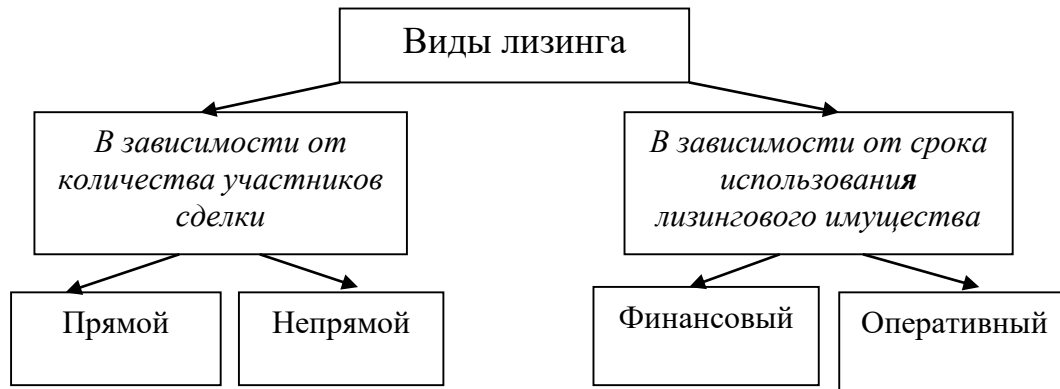 Виды лизинга
В зависимости от
количества участников
сделки
В зависимости от срока
использования
лизингового имущества
Прямой
Непрямой
Финансовый
Оперативный